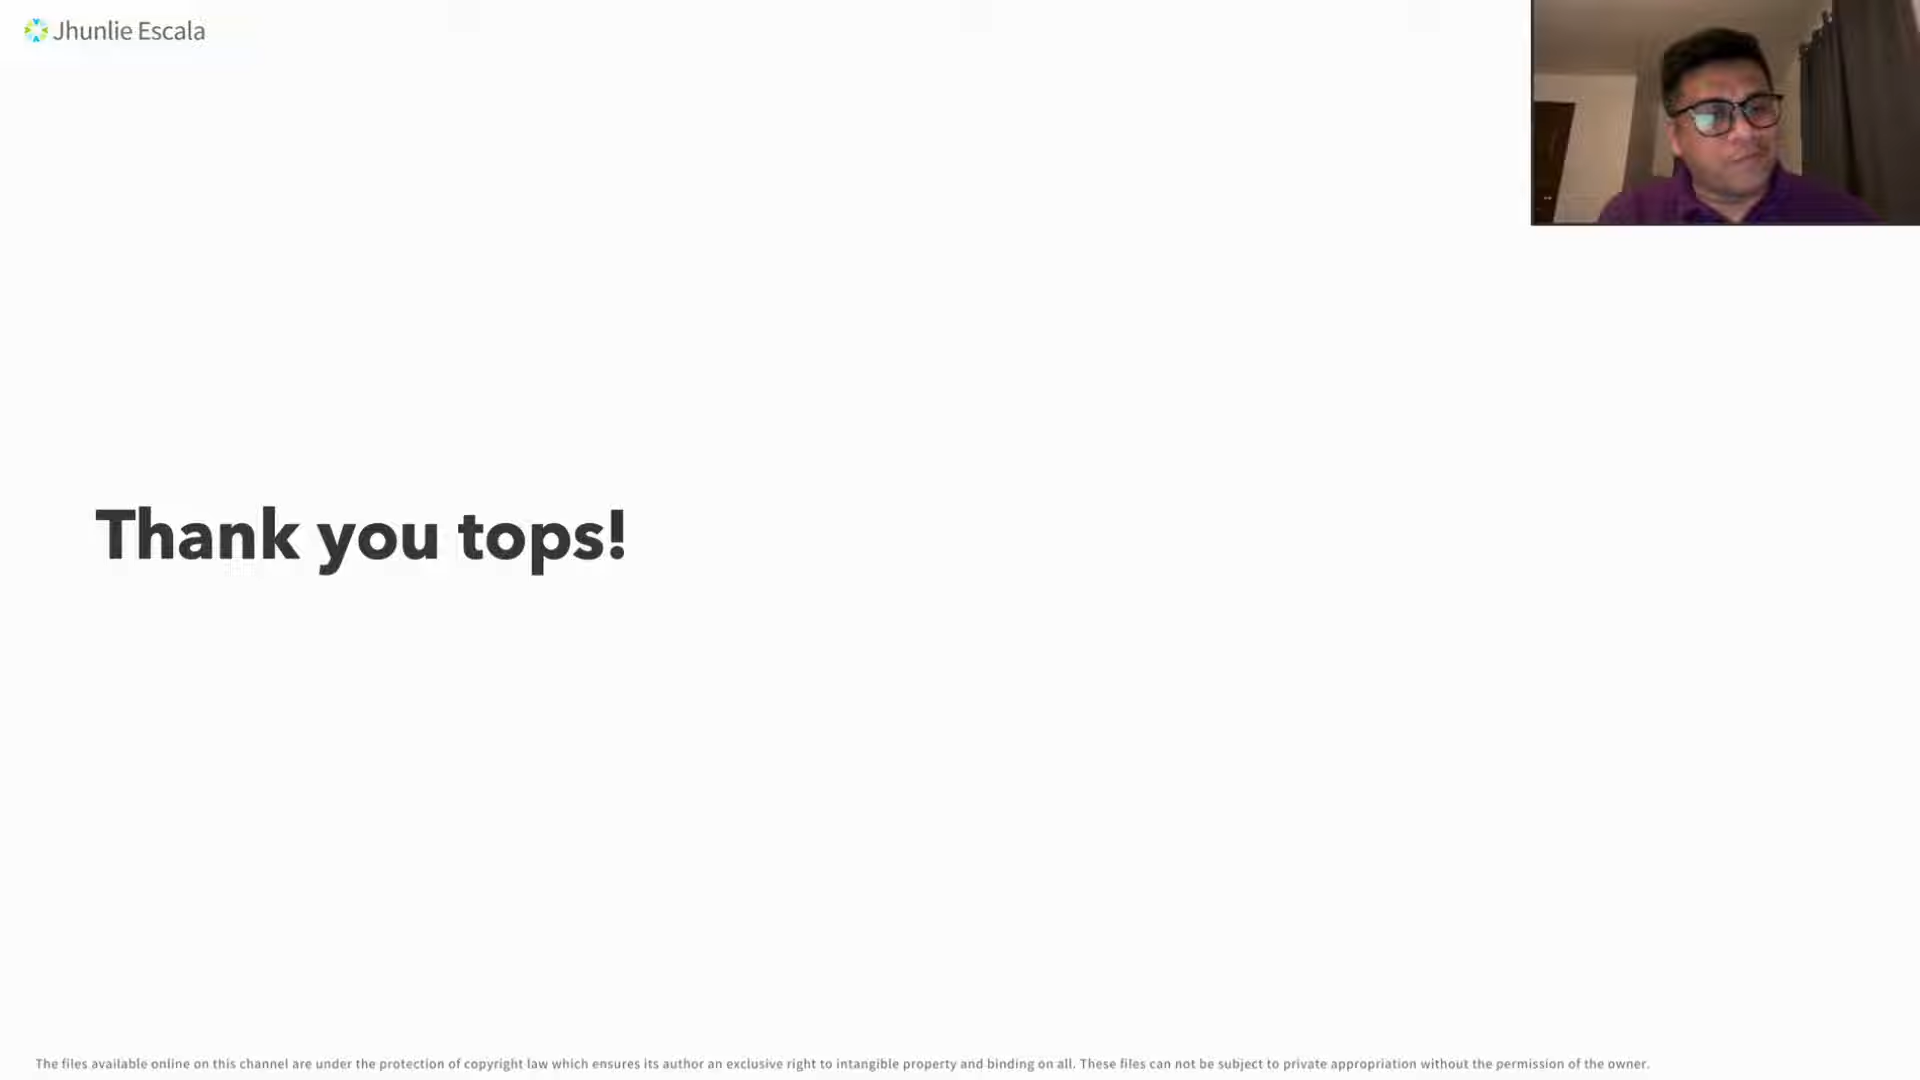 Jhunlie Escala
Thank you tops!
The files available online on this channel are under the protection of copyright law which ensures its author an exclusive right to intangible property and binding on all. These files can not be subject to private appropriation without the permission of the owner.